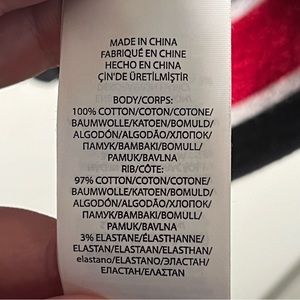 MADE IN CHINA
FABRIQUÉ EN CHINE
HECHO EN CHINA
ÇİN'DE ÜRETİLMİŞTİR
BODY/CORPS:
100% COTTON/COTON/COTONE/
BAUMWOLLE/KATOEN/BOMULD/
ALGODÓN/ALGODÃO/ХЛОПОК/
ПАМУК/BAMBAKI/BOMULL/
PAMUK/BAVLNA
RIB/CÔTE:
97% COTTON/COTON/COTONE/
BAUMWOLLE/KATOEN/BOMULD/
ALGODÓN/ALGODÃO/ХЛОПОК/
ПАМУК/BAMBAKI/BOMULL/
PAMUK/BAVLNA
3% ELASTANE/ÉLASTHANNE/
ELASTAN/ELASTAAN/ELASTHAN/
elastano/ELASTANO/ЭЛАСТАН/
ЕЛАСТАН/ΕΛΑΣΤΑΝ